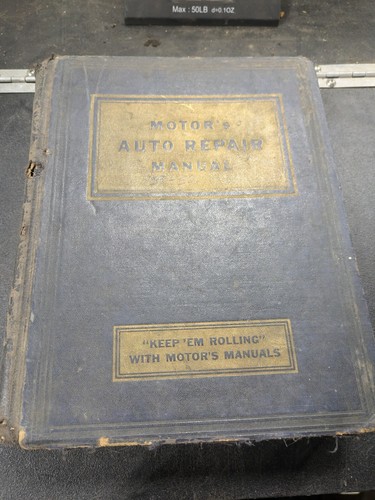 Max : 50LB d=0.1OZ
MOTOR'S
AUTO REPAIR
MANUAL
"KEEP 'EM ROLLING"
WITH MOTOR'S MANUALS